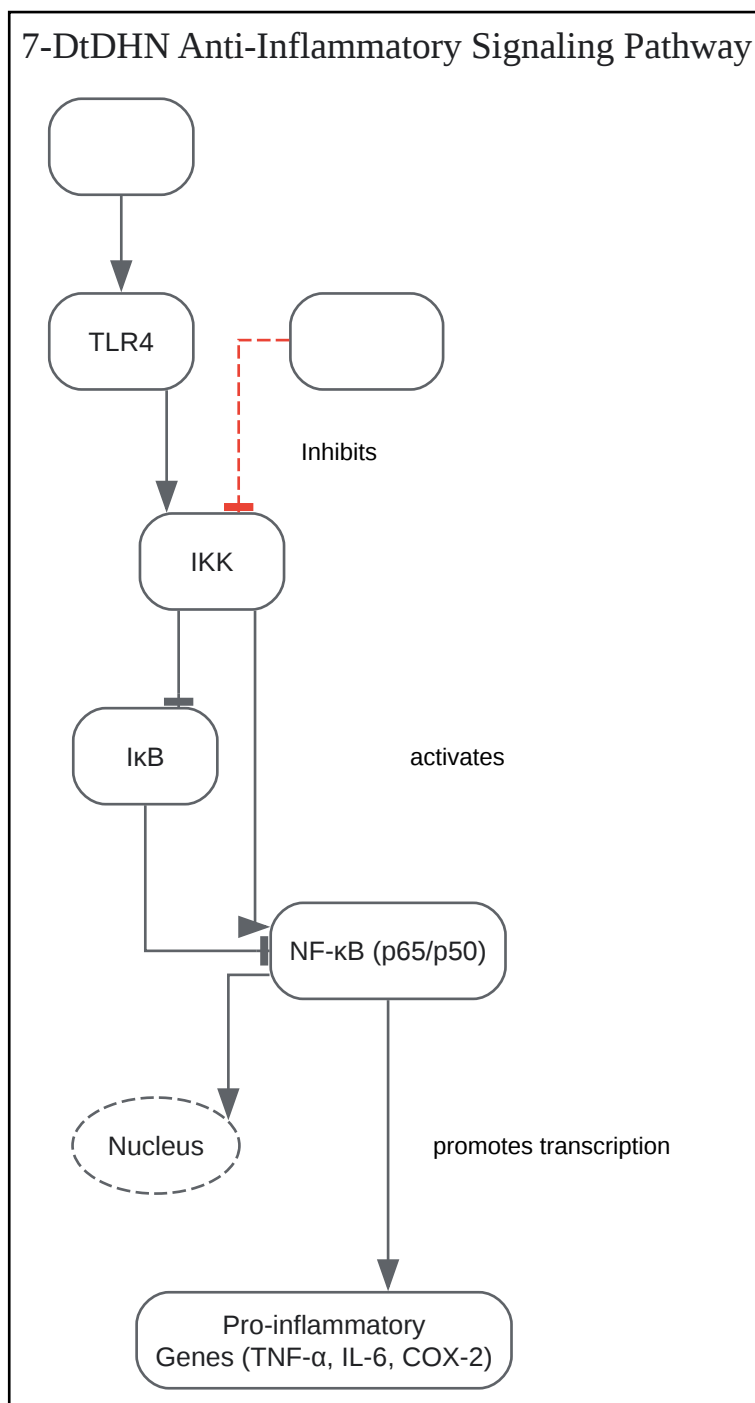 7-DtDHN Anti-Inflammatory Signaling Pathway
TLR4
Inhibits
IKK
IκB
activates
NF-κB (p65/p50)
Nucleus
promotes transcription
Pro-inflammatory
Genes (TNF-α, IL-6, COX-2)